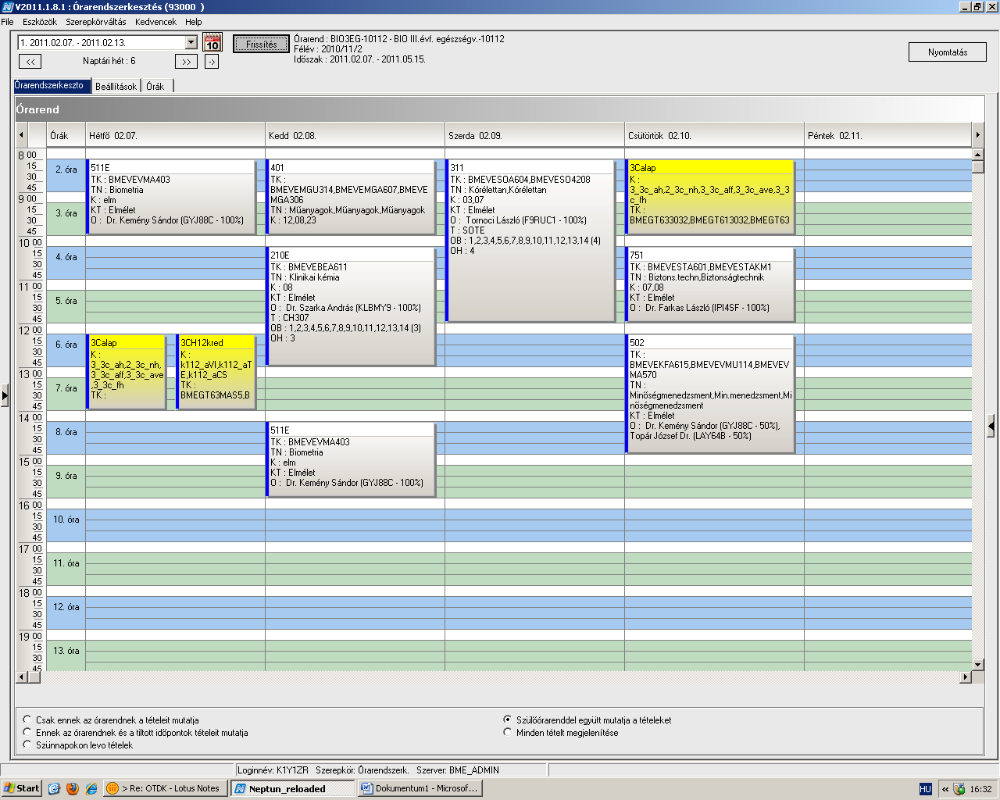 V2011.1.8.1 : Órarendszerkesztés (93000  )
File Eszközök Szerepkörváltás Kedvencek Help
1. 2011.02.07. - 2011.02.13.
10
Frissítés
Órarend : BIO3EG-10112 - BIO III.évf. egészségv.-10112
Félév : 2010/11/2
Időszak : 2011.02.07. - 2011.05.15.
Nyomtatás
<< Naptári hét : 6 >> ->
Órarendszerkeszto Beállítások Órák
Órarend
Órák Hétfő 02.07. Kedd 02.08. Szerda 02.09. Csütörtök 02.10. Péntek 02.11.
8 00
15
30
45
9 00
15
30
45
10 00
15
30
45
11 00
15
30
45
12 00
15
30
45
13 00
15
30
45
14 00
15
30
45
15 00
15
30
45
16 00
15
30
45
17 00
15
30
45
18 00
15
30
45
19 00
15
30
45
2. óra
3. óra
4. óra
5. óra
6. óra
7. óra
8. óra
9. óra
10. óra
11. óra
12. óra
13. óra
511E
TK : BMEVEVMA403
TN : Biometria
K : elm
KT : Elmélet
O :  Dr. Kemény Sándor (GYJ88C - 100%)
3Calap
K :
3_3c_ah,2_3c_nh,
3_3c_aff,3_3c_ave
,3_3c_fh
TK :
3CH12kred
K :
k112_aVI,k112_aT
E,k112_aCS
TK :
BMEGT63MAS5,B
401
TK :
BMEVEMGU314,BMEVEMGA607,BMEVE
MGA306
TN : Műanyagok,Műanyagok,Műanyagok
K : 12,08,23
210E
TK : BMEVEBEA611
TN : Klinikai kémia
K : 08
KT : Elmélet
O :  Dr. Szarka András (KLBMY9 - 100%)
T : CH307
OB : 1,2,3,4,5,6,7,8,9,10,11,12,13,14 (3)
OH : 3
511E
TK : BMEVEVMA403
TN : Biometria
K : elm
KT : Elmélet
O :  Dr. Kemény Sándor (GYJ88C - 100%)
311
TK : BMEVESOA604,BMEVESO4208
TN : Kórélettan,Kórélettan
K : 03,07
KT : Elmélet
O :  Tornoci László (F9RUC1 - 100%)
T : SOTE
OB : 1,2,3,4,5,6,7,8,9,10,11,12,13,14 (4)
OH : 4
3Calap
K :
3_3c_ah,2_3c_nh,3_3c_aff,3_3c_ave,3_3
c_fh
TK :
BMEGT633032,BMEGT613032,BMEGT63
751
TK : BMEVESTA601,BMEVESTAKM1
TN : Biztons.techn,Biztonságtechnik
K : 07,08
KT : Elmélet
O :  Dr. Farkas László (IPI4SF - 100%)
502
TK :
BMEVEKFA615,BMEVEVMU114,BMEVEV
MA570
TN :
Minőségmenedzsment,Min.menedzsment,Mi
nőségmenedzsment
KT : Elmélet
O :  Dr. Kemény Sándor (GYJ88C - 50%),
Topár József Dr. (LAY64B - 50%)
Csak ennek az órarendnek a tételeit mutatja
Ennek az órarendnek és a tiltott időpontok tételeit mutatja
Szünnapokon levo tételek
Szülőórarenddel együtt mutatja a tételeket
Minden tételt megjelenítése
Loginnév: K1Y1ZR Szerepkör: Órarendszerk. Szerver: BME_ADMIN
Start > Re: OTDK - Lotus Notes Neptun_reloaded Dokumentum1 - Microsof... HU « 16:32